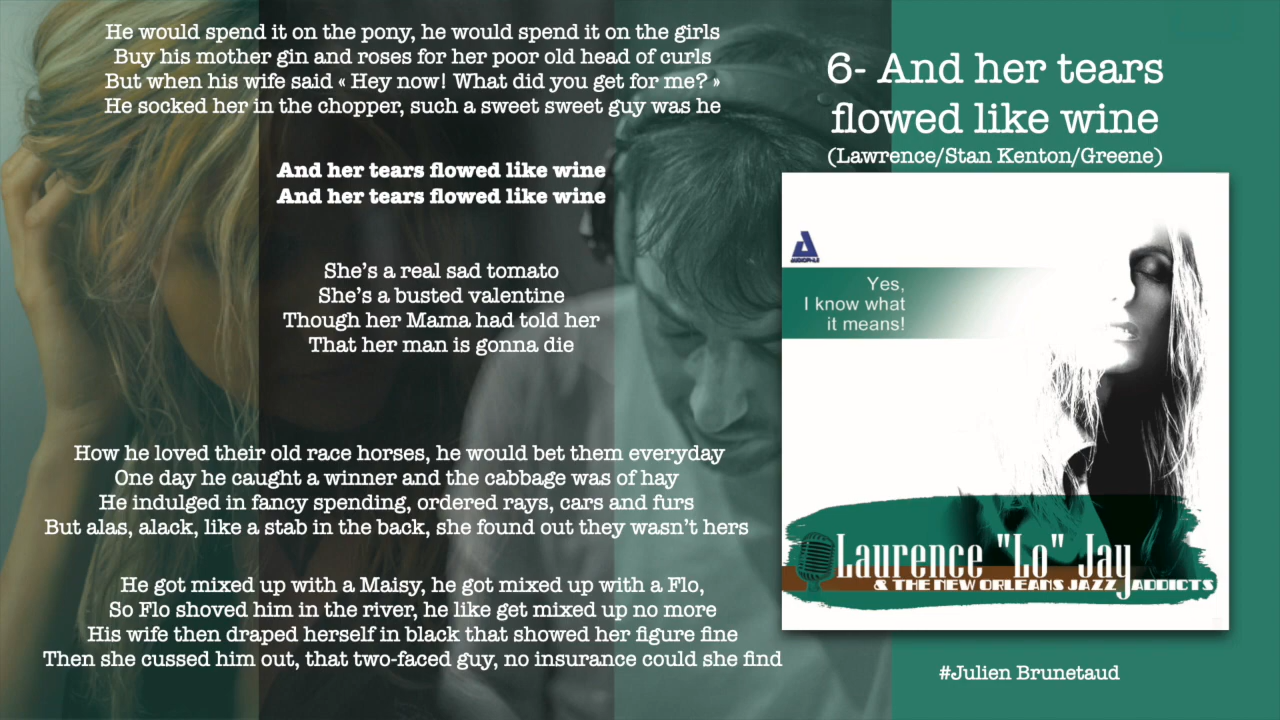 He would spend it on the pony, he would spend it on the girls
Buy his mother gin and roses for her poor old head of curls
But when his wife said « Hey now! What did you get for me? »
He socked her in the chopper, such a sweet sweet guy was he
And her tears flowed like wine
And her tears flowed like wine
She's a real sad tomato
She's a busted valentine
Though her Mama had told her
That her man is gonna die
How he loved their old race horses, he would bet them everyday
One day he caught a winner and the cabbage was of hay
He indulged in fancy spending, ordered rays, cars and furs
But alas, alack, like a stab in the back, she found out they wasn't hers
He got mixed up with a Maisy, he got mixed up with a Flo,
So Flo shoved him in the river, he like get mixed up no more
His wife then draped herself in black that showed her figure fine
Then she cussed him out, that two-faced guy, no insurance could she find
6- And her tears
flowed like wine
(Lawrence/Stan Kenton/Greene)
AUDIOPHILE
Yes,
I know what
it means!
Laurence "Lo" Jay
& THE NEW ORLEANS JAZZ ADDICTS
#Julien Brunetaud